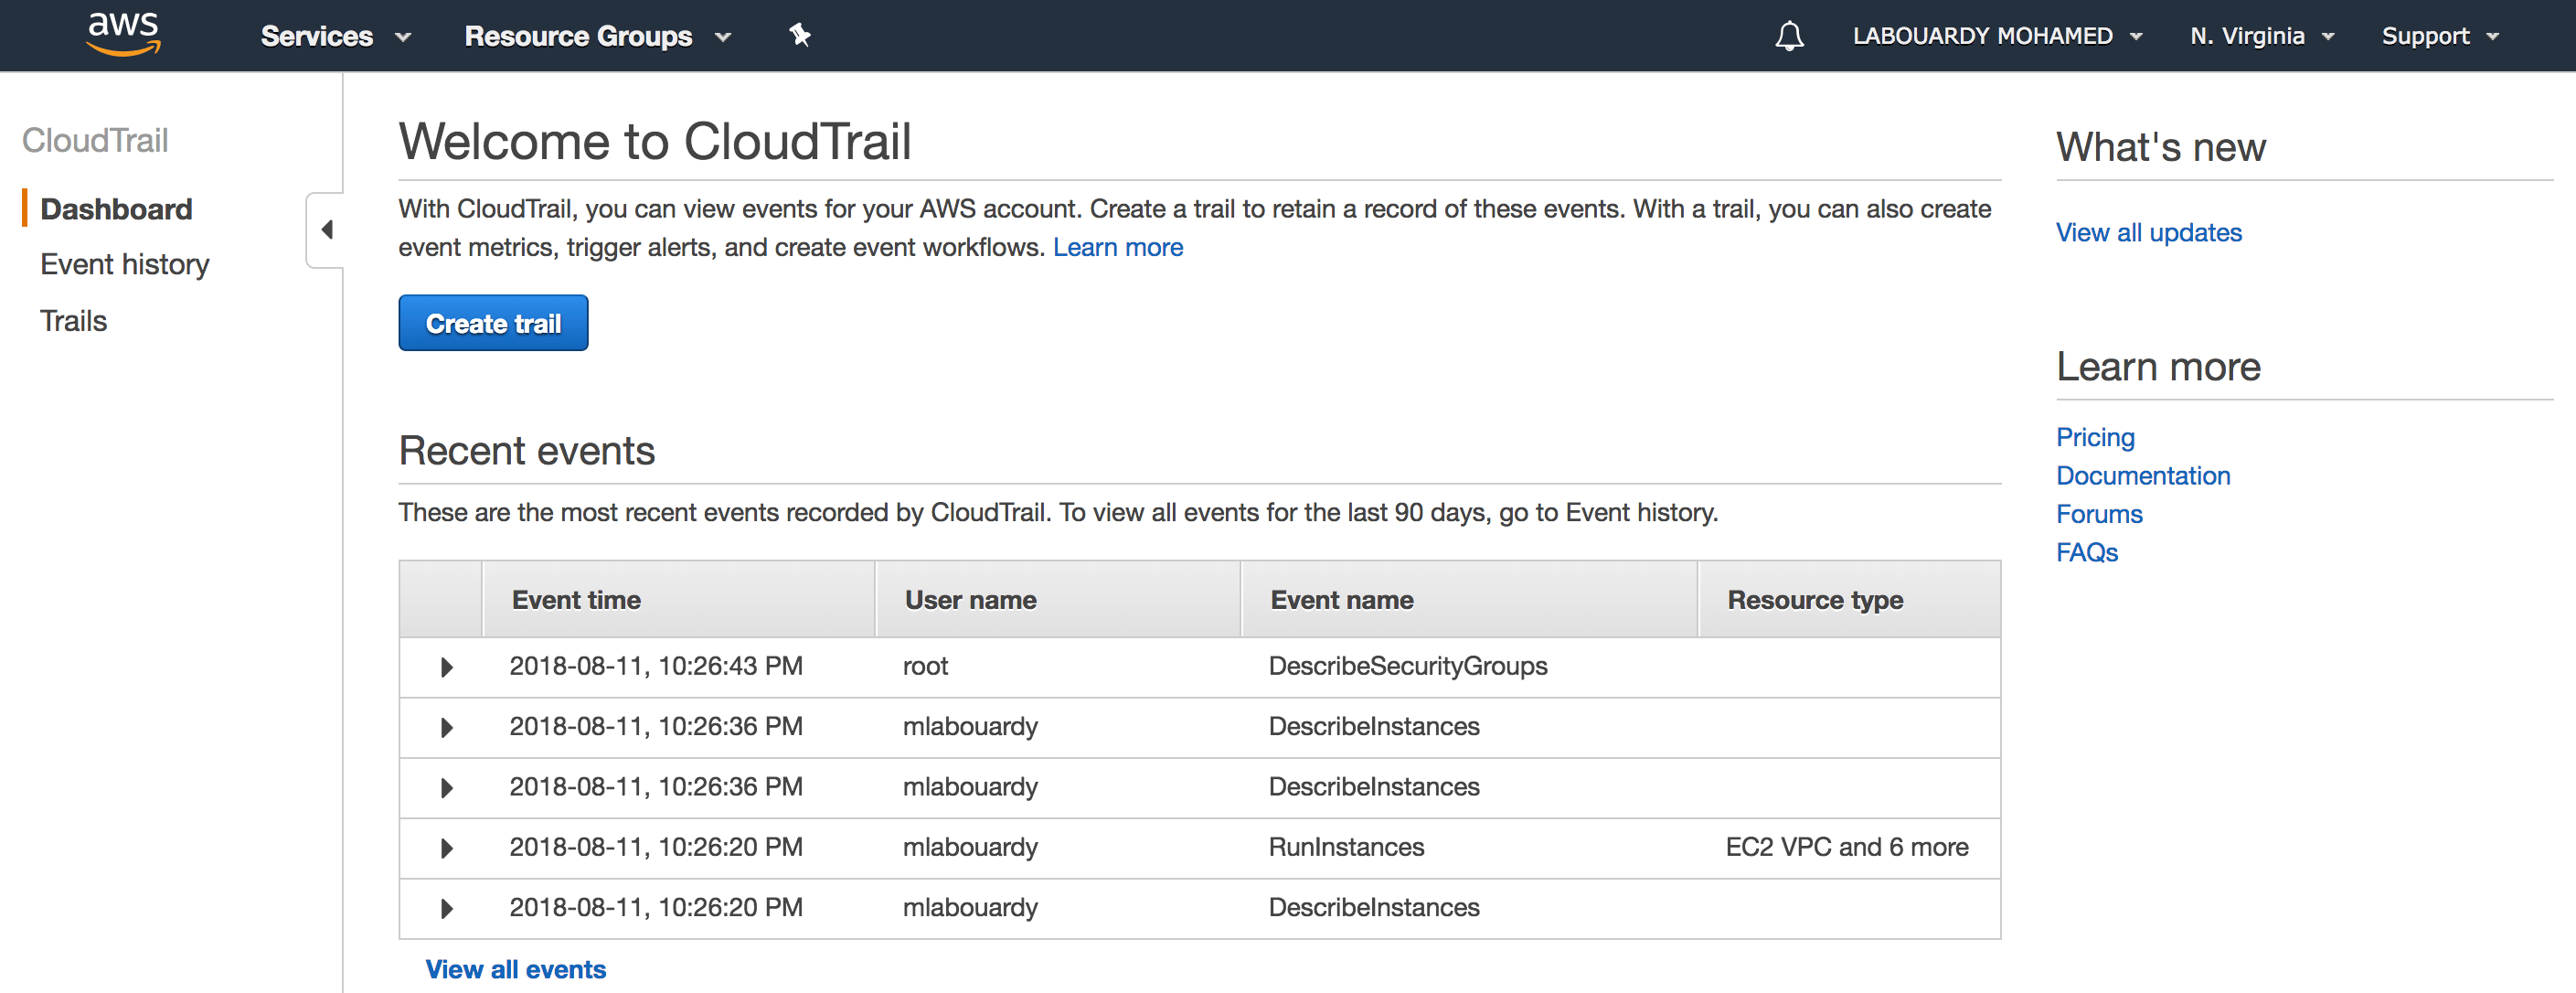 aws Services Resource Groups LABOUARDY MOHAMED N. Virginia Support
CloudTrail
Dashboard
Event history
Trails
Welcome to CloudTrail
With CloudTrail, you can view events for your AWS account. Create a trail to retain a record of these events. With a trail, you can also create
event metrics, trigger alerts, and create event workflows. Learn more
Create trail
Recent events
These are the most recent events recorded by CloudTrail. To view all events for the last 90 days, go to Event history.
Event time User name Event name Resource type
2018-08-11, 10:26:43 PM root DescribeSecurityGroups
2018-08-11, 10:26:36 PM mlabouardy DescribeInstances
2018-08-11, 10:26:36 PM mlabouardy DescribeInstances
2018-08-11, 10:26:20 PM mlabouardy RunInstances EC2 VPC and 6 more
2018-08-11, 10:26:20 PM mlabouardy DescribeInstances
View all events
What's new
View all updates
Learn more
Pricing
Documentation
Forums
FAQs